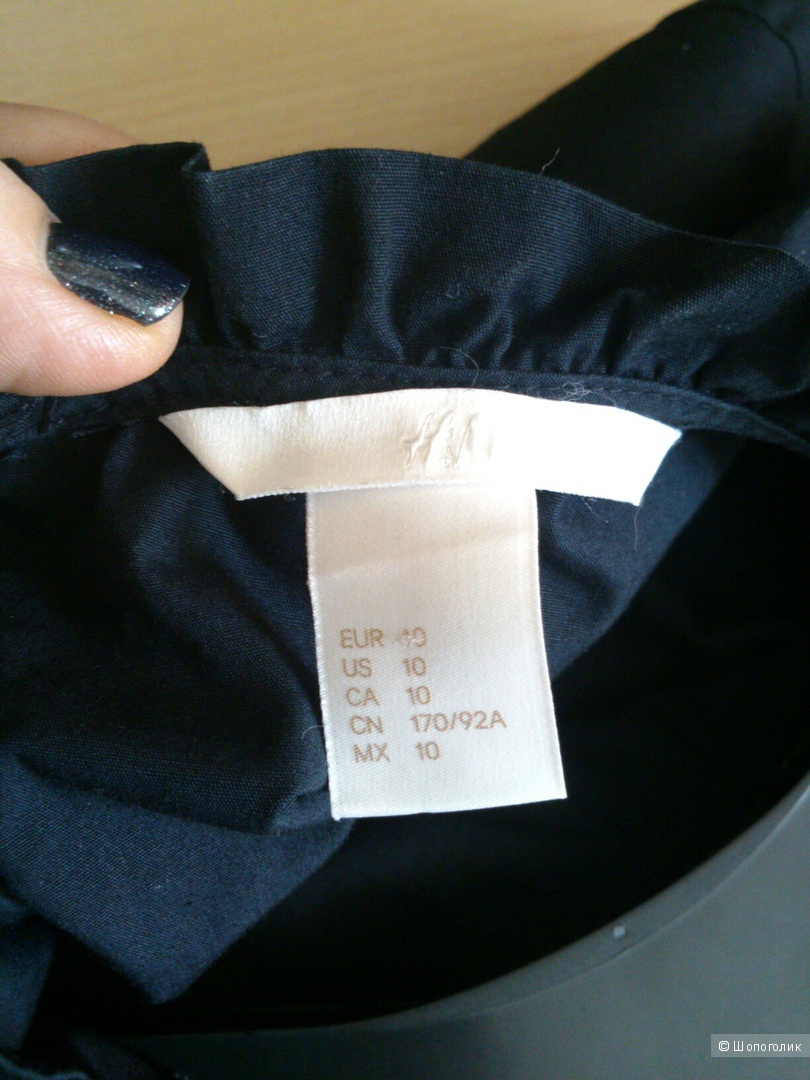 H&M
EUR 40
US 10
CA 10
CN 170/92A
MX 10
© Шопоголик